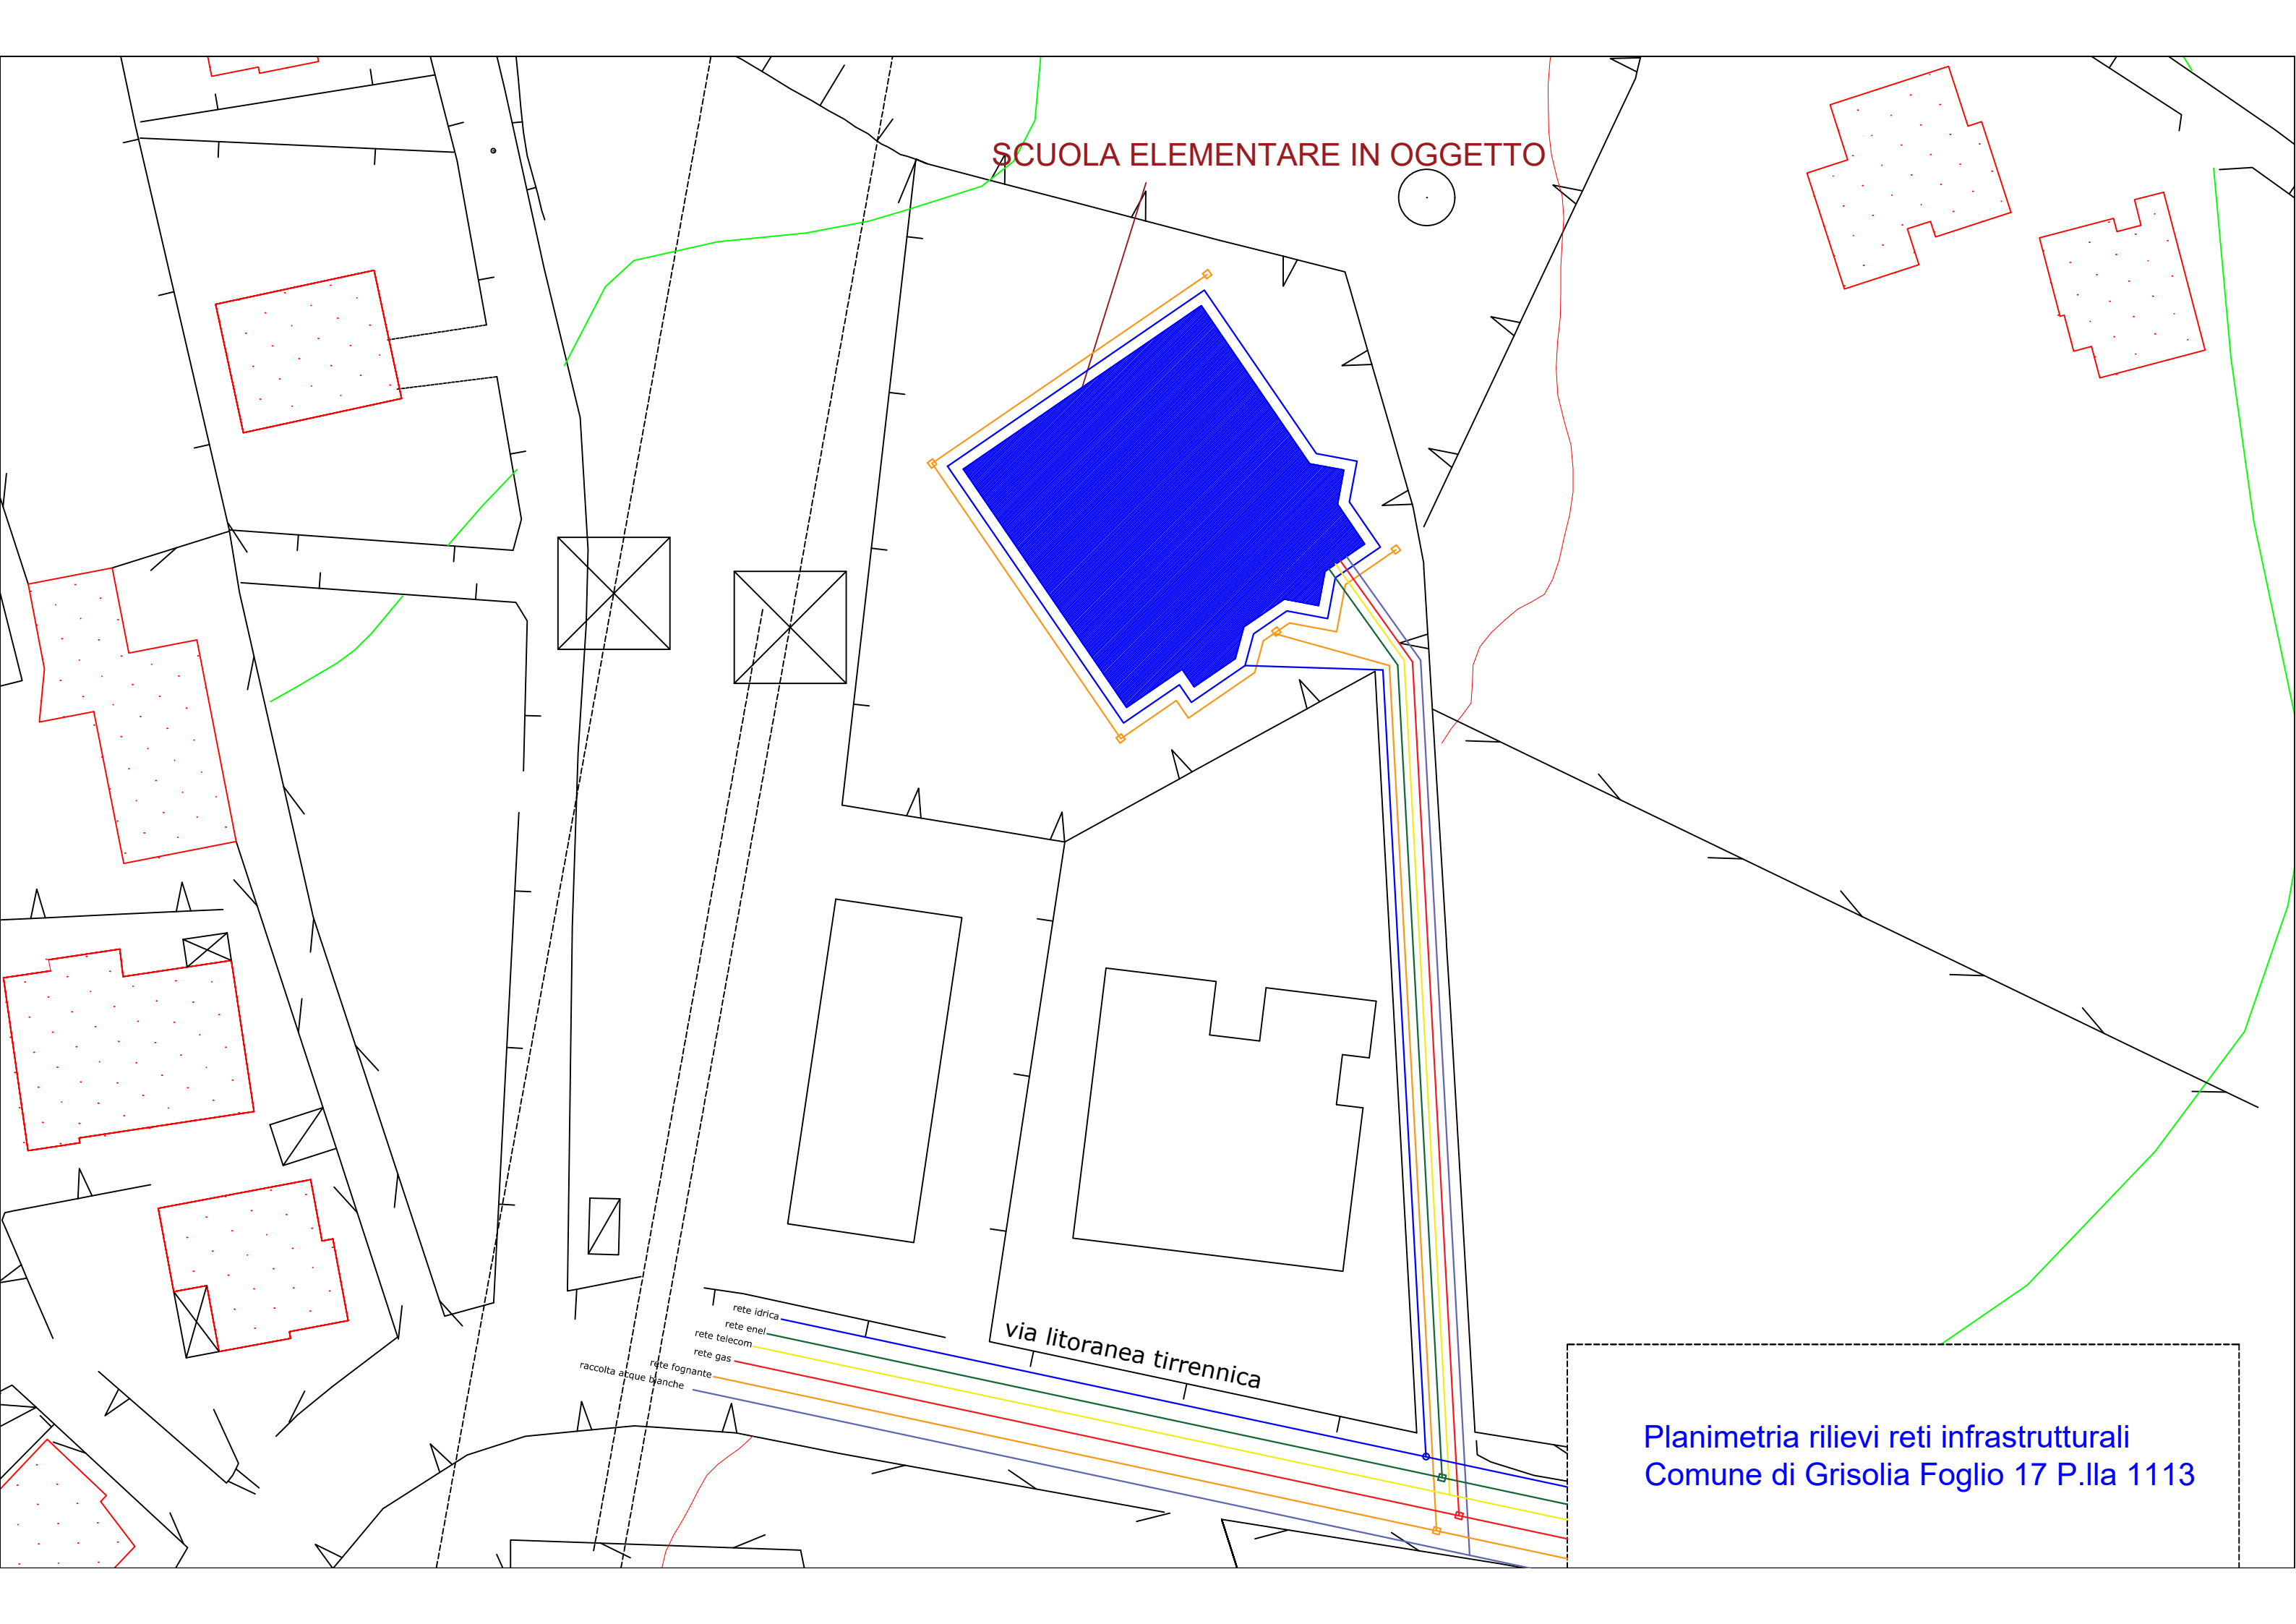 SCUOLA ELEMENTARE IN OGGETTO
rete idrica
rete enel
rete telecom
rete gas
rete fognante
raccolta acque bianche
via litoranea tirrennica
Planimetria rilievi reti infrastrutturali
Comune di Grisolia Foglio 17 P.lla 1113